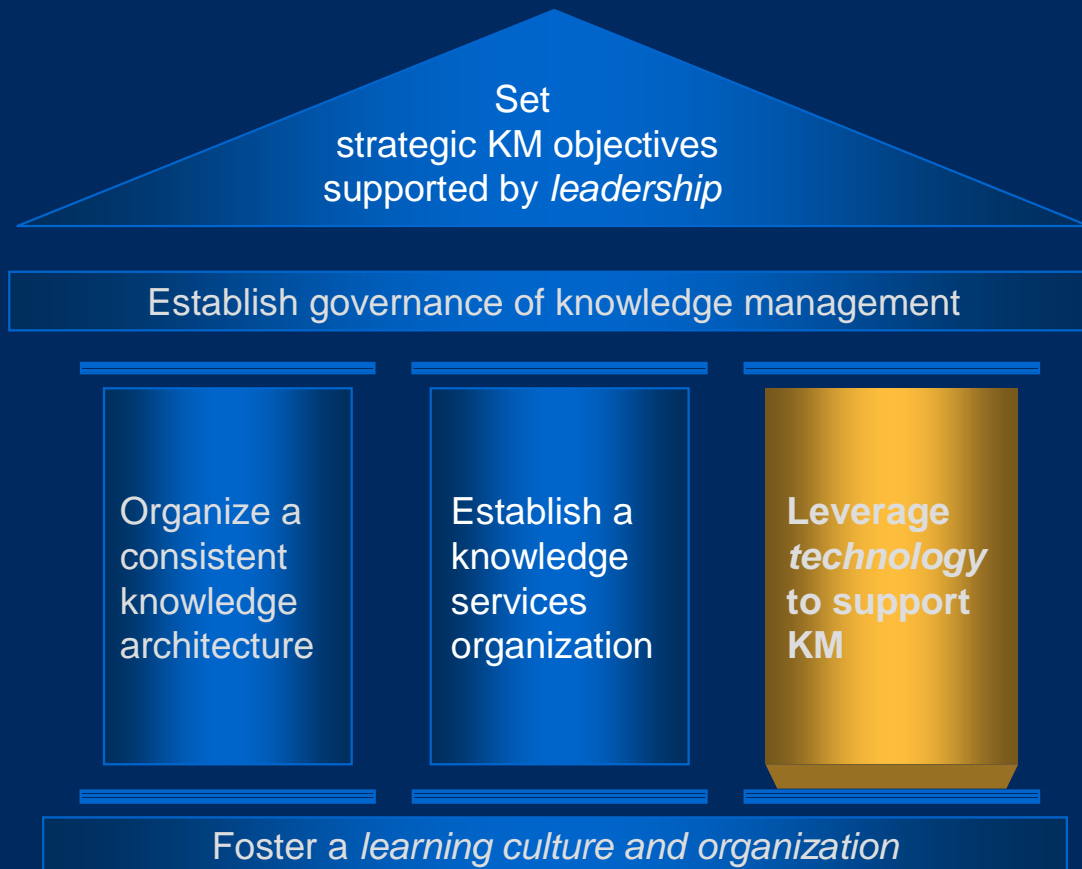 Set
strategic KM objectives
supported by leadership
Establish governance of knowledge management
Organize a
consistent
knowledge
architecture
Establish a
knowledge
services
organization
Leverage
technology
to support
KM
Foster a learning culture and organization